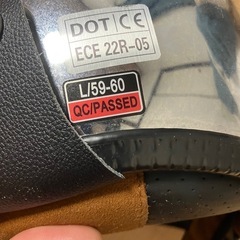 DOT CE
ECE 22R-05
L/59-60
QC/PASSED